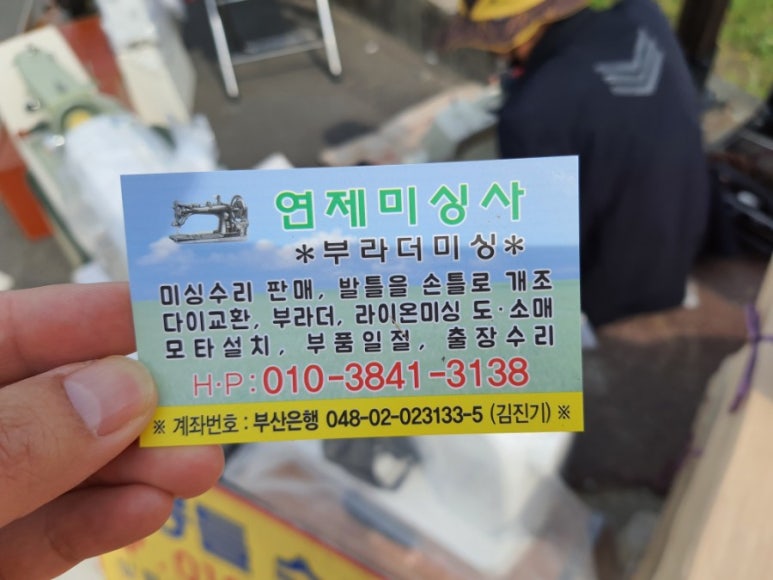 연제미싱사
*부라더미싱*
미싱수리 판매, 발틀을 손틀로 개조
다이교환, 부라더, 라이온미싱 도·소매
모타설치, 부품일절, 출장수리
H·P:010-3841-3138
※ 계좌번호 : 부산은행 048-02-023133-5 (김진기) ※